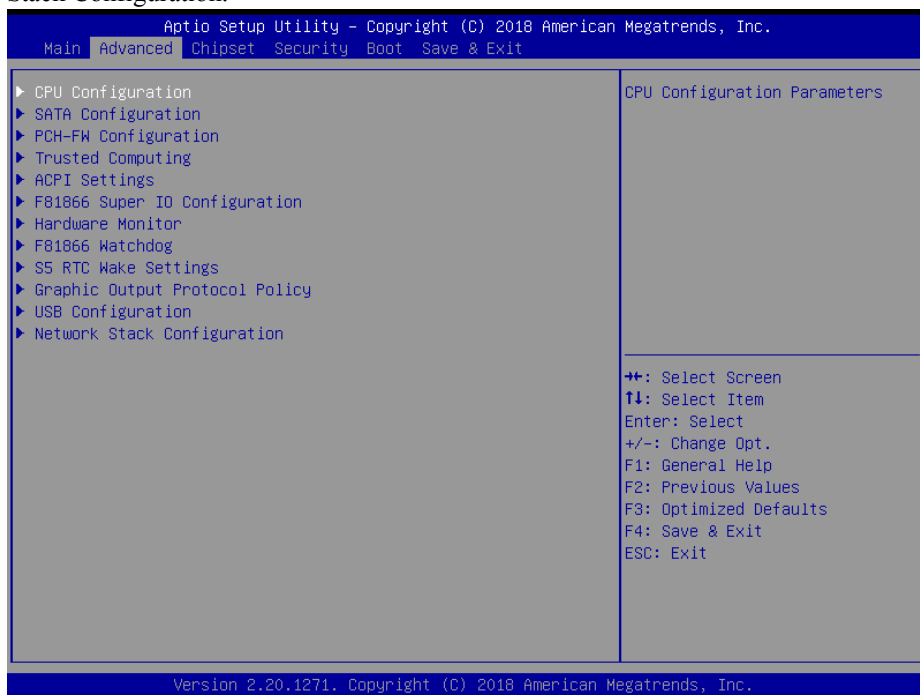 Stack Configuration.
Aptio Setup Utility – Copyright (C) 2018 American Megatrends, Inc.
Main Advanced Chipset Security Boot Save & Exit
► CPU Configuration
► SATA Configuration
► PCH-FW Configuration
► Trusted Computing
► ACPI Settings
► F81866 Super IO Configuration
► Hardware Monitor
► F81866 Watchdog
► S5 RTC Wake Settings
► Graphic Output Protocol Policy
► USB Configuration
► Network Stack Configuration
CPU Configuration Parameters
→←: Select Screen
↑↓: Select Item
Enter: Select
+/-: Change Opt.
F1: General Help
F2: Previous Values
F3: Optimized Defaults
F4: Save & Exit
ESC: Exit
Version 2.20.1271. Copyright (C) 2018 American Megatrends, Inc.